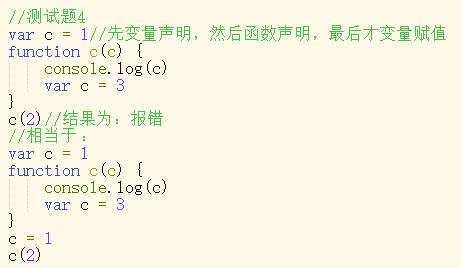 //测试题4
var c = 1//先变量声明，然后函数声明，最后才变量赋值
function c(c) {
    console.log(c)
    var c = 3
}
c(2)//结果为：报错
//相当于：
var c = 1
function c(c) {
    console.log(c)
    var c = 3
}
c = 1
c(2)